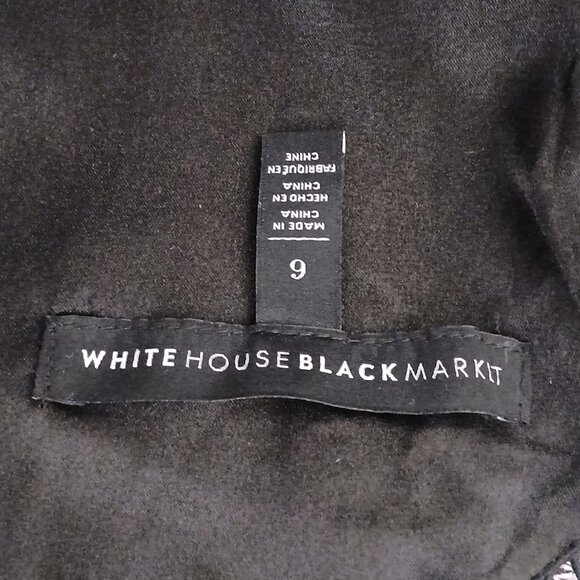 6
MADE IN
CHINA
HECHO EN
CHINA
FABRIQUÉ EN
CHINE
WHITE HOUSE BLACK MARKET